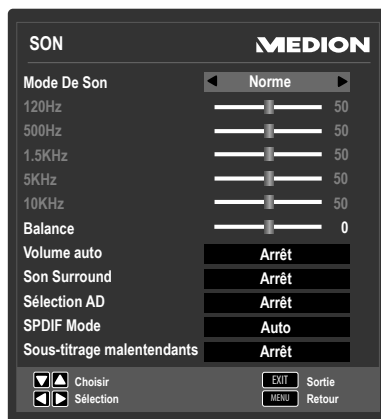 SON MEDION
Mode De Son Norme
120Hz 50
500Hz 50
1.5KHz 50
5KHz 50
10KHz 50
Balance 0
Volume auto Arrêt
Son Surround Arrêt
Sélection AD Arrêt
SPDIF Mode Auto
Sous-titrage malentendants Arrêt
Choisir EXIT Sortie
Sélection MENU Retour